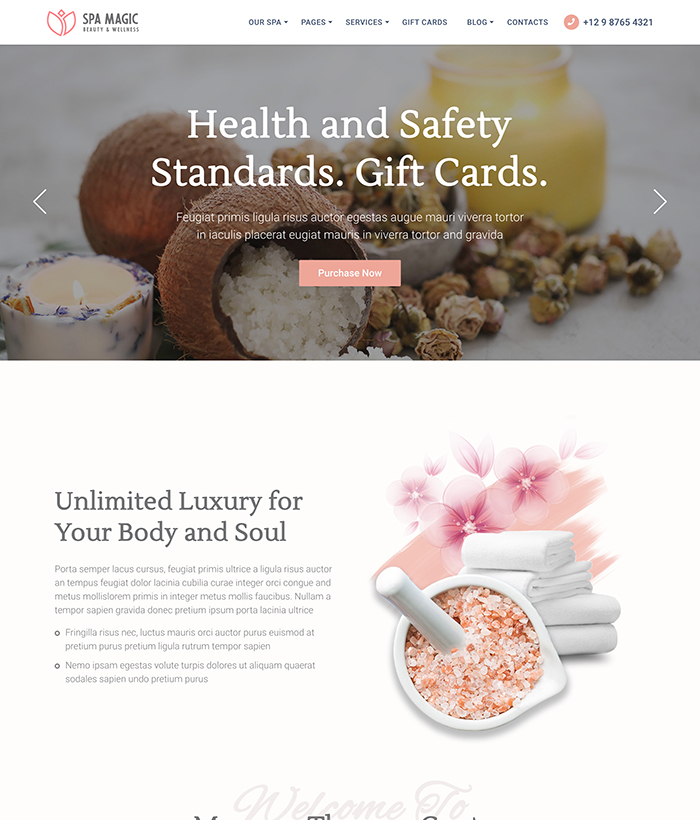 SPA MAGIC
BEAUTY & WELLNESS
OUR SPA PAGES SERVICES GIFT CARDS BLOG CONTACTS +12 9 8765 4321
Health and Safety
Standards. Gift Cards.
Feugiat primis ligula risus auctor egestas augue mauri viverra tortor
in iaculis placerat eugiat mauris in viverra tortor and gravida
Purchase Now
Unlimited Luxury for
Your Body and Soul
Porta semper lacus cursus, feugiat primis ultrice a ligula risus auctor
an tempus feugiat dolor lacinia cubilia curae integer orci congue and
metus mollislorem primis in integer metus mollis faucibus. Nullam a
tempor sapien gravida donec pretium ipsum porta lacinia ultrice
Fringilla risus nec, luctus mauris orci auctor purus euismod at
pretium purus pretium ligula rutrum tempor sapien
Nemo ipsam egestas volute turpis dolores ut aliquam quaerat
sodales sapien undo pretium purus
Welcome To